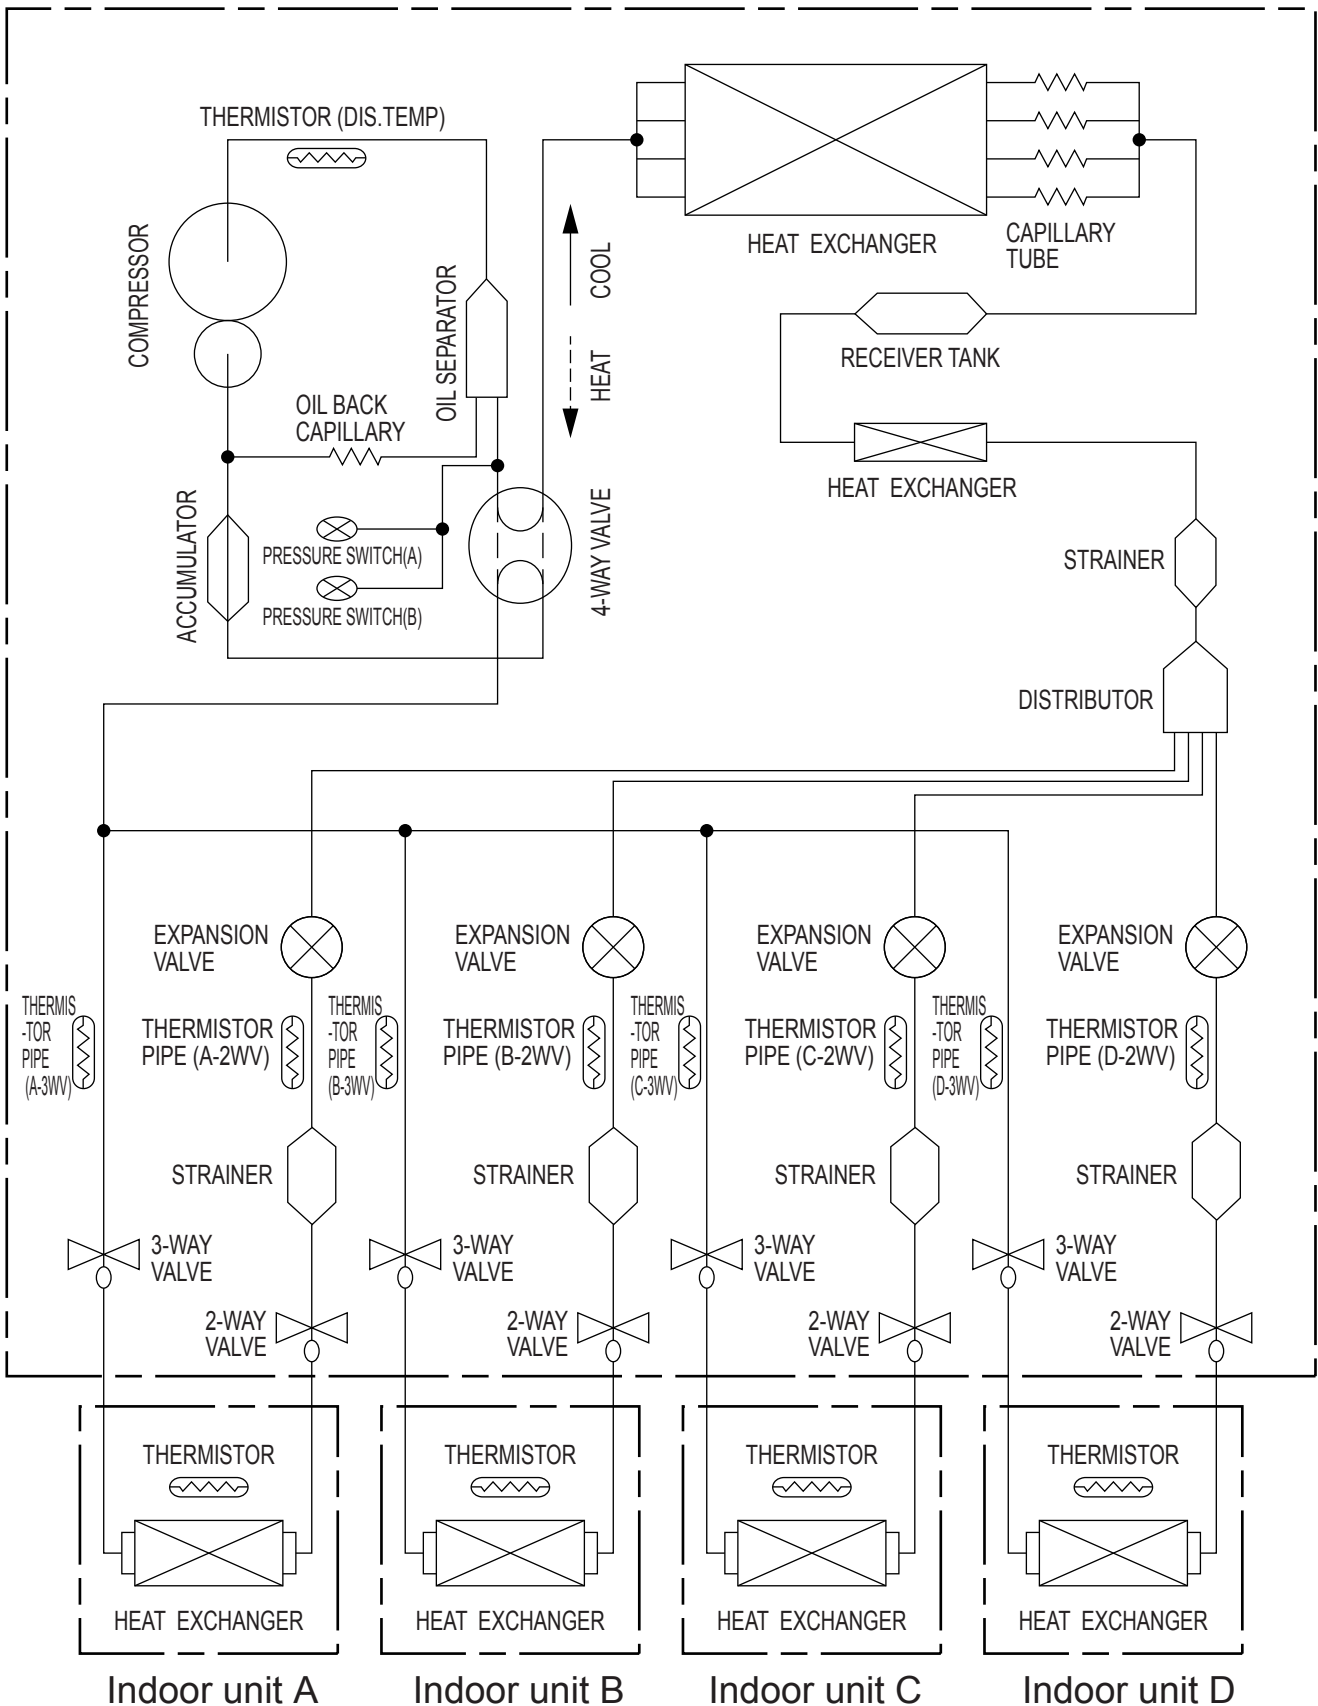 THERMISTOR (DIS.TEMP)
COMPRESSOR
OIL SEPARATOR
COOL
HEAT
HEAT EXCHANGER
CAPILLARY
TUBE
RECEIVER TANK
OIL BACK
CAPILLARY
HEAT EXCHANGER
ACCUMULATOR
PRESSURE SWITCH(A)
PRESSURE SWITCH(B)
4-WAY VALVE
STRAINER
DISTRIBUTOR
EXPANSION
VALVE
EXPANSION
VALVE
EXPANSION
VALVE
EXPANSION
VALVE
THERMIS
-TOR
PIPE
(A-3WV)
THERMISTOR
PIPE (A-2WV)
THERMIS
-TOR
PIPE
(B-3WV)
THERMISTOR
PIPE (B-2WV)
THERMIS
-TOR
PIPE
(C-3WV)
THERMISTOR
PIPE (C-2WV)
THERMIS
-TOR
PIPE
(D-3WV)
THERMISTOR
PIPE (D-2WV)
STRAINER
STRAINER
STRAINER
STRAINER
3-WAY
VALVE
3-WAY
VALVE
3-WAY
VALVE
3-WAY
VALVE
2-WAY
VALVE
2-WAY
VALVE
2-WAY
VALVE
2-WAY
VALVE
THERMISTOR
THERMISTOR
THERMISTOR
THERMISTOR
HEAT EXCHANGER
HEAT EXCHANGER
HEAT EXCHANGER
HEAT EXCHANGER
Indoor unit A
Indoor unit B
Indoor unit C
Indoor unit D